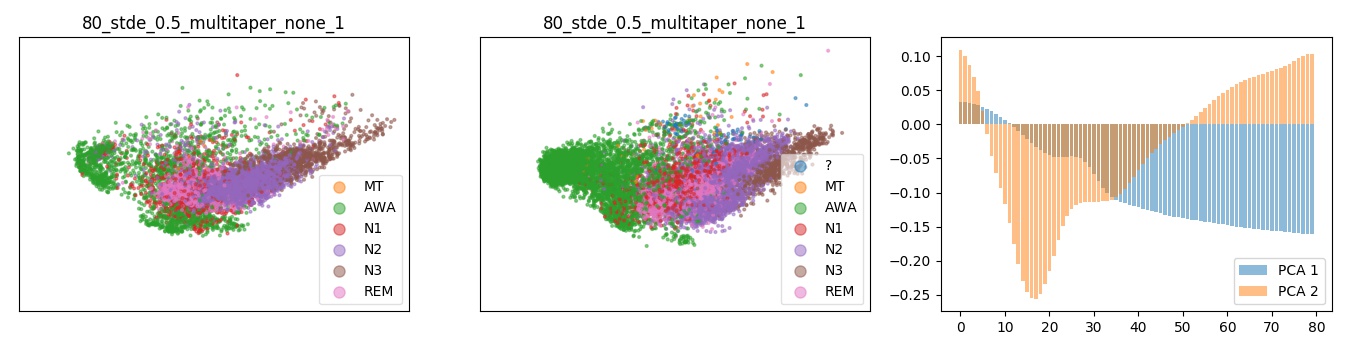 80_stde_0.5_multitaper_none_1
MT
AWA
N1
N2
N3
REM
80_stde_0.5_multitaper_none_1
?
MT
AWA
N1
N2
N3
REM
0.10
0.05
0.00
−0.05
−0.10
−0.15
−0.20
−0.25
0 10 20 30 40 50 60 70 80
PCA 1
PCA 2